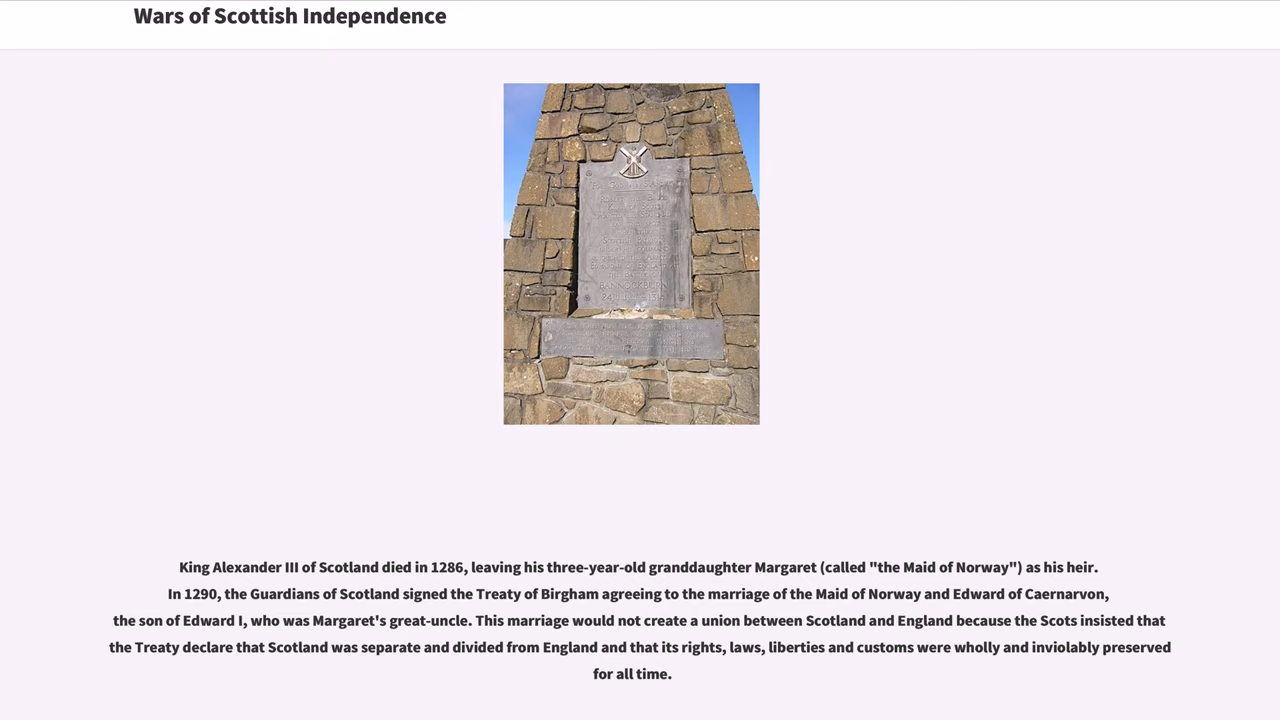 Wars of Scottish Independence
BANNOCKBURN
King Alexander III of Scotland died in 1286, leaving his three-year-old granddaughter Margaret (called "the Maid of Norway") as his heir.
In 1290, the Guardians of Scotland signed the Treaty of Birgham agreeing to the marriage of the Maid of Norway and Edward of Caernarvon,
the son of Edward I, who was Margaret's great-uncle. This marriage would not create a union between Scotland and England because the Scots insisted that
the Treaty declare that Scotland was separate and divided from England and that its rights, laws, liberties and customs were wholly and inviolably preserved
for all time.